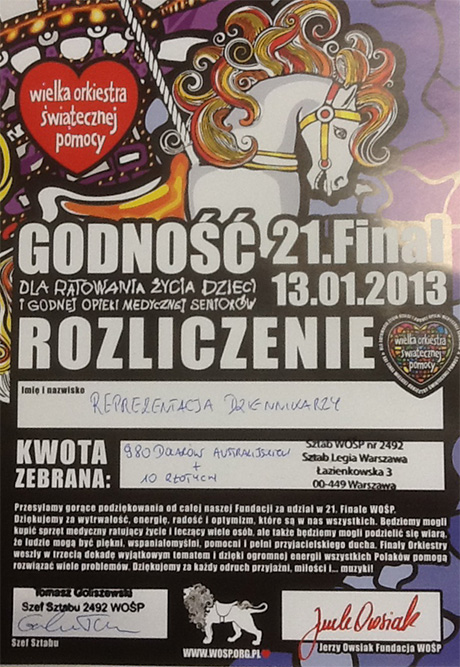 wielka orkiestra
świątecznej
pomocy
GODNOŚĆ 21.Finał
DLA RATOWANIA ŻYCIA DZIECI
I GODNEJ OPIEKI MEDYCZNEJ SENIORÓW
13.01.2013
ROZLICZENIE
wielka orkiestra
świątecznej
pomocy
Imię i nazwisko
REPREZENTACJA DZIENNIKARZY
KWOTA
ZEBRANA:
980 DOLARÓW AUSTRALIJSKICH
+
10 ZŁOTYCH
Sztab WOŚP nr 2492
Sztab Legia Warszawa
Łazienkowska 3
00-449 Warszawa
Przesyłamy gorące podziękowania od całej naszej Fundacji za udział w 21. Finale WOŚP.
Dziękujemy za wytrwałość, energię, radość i optymizm, które są w nas wszystkich. Będziemy mogli
kupić sprzęt medyczny ratujący życie i leczący wiele osób, ale także będziemy mogli podzielić się wiarą,
że ludzie mogą być piękni, wspaniałomyślni, pomocni i pełni przyjacielskiego ducha. Finały Orkiestry
weszły w trzecią dekadę wyjątkowym tematem i dzięki ogromnej energii wszystkich Polaków pomogą
rozwiązać wiele problemów. Dziękujemy za każdy odruch przyjaźni, miłości i... muzyki!
Tomasz Goliszewski
Szef Sztabu 2492 WOŚP
Szef Sztabu
WWW.WOSP.ORG.PL
Jurek Owsiak
Jerzy Owsiak Fundacja WOŚP